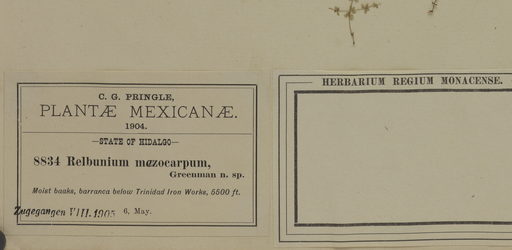 C. G. PRINGLE,
PLANTÆ MEXICANÆ.
1904.
—STATE OF HIDALGO—
8834 Relbunium mazocarpum,
Greenman n. sp.
Moist banks, barranca below Trinidad Iron Works, 5500 ft.
Zugegangen VIII. 1905 6. May.
HERBARIUM REGIUM MONACENSE.